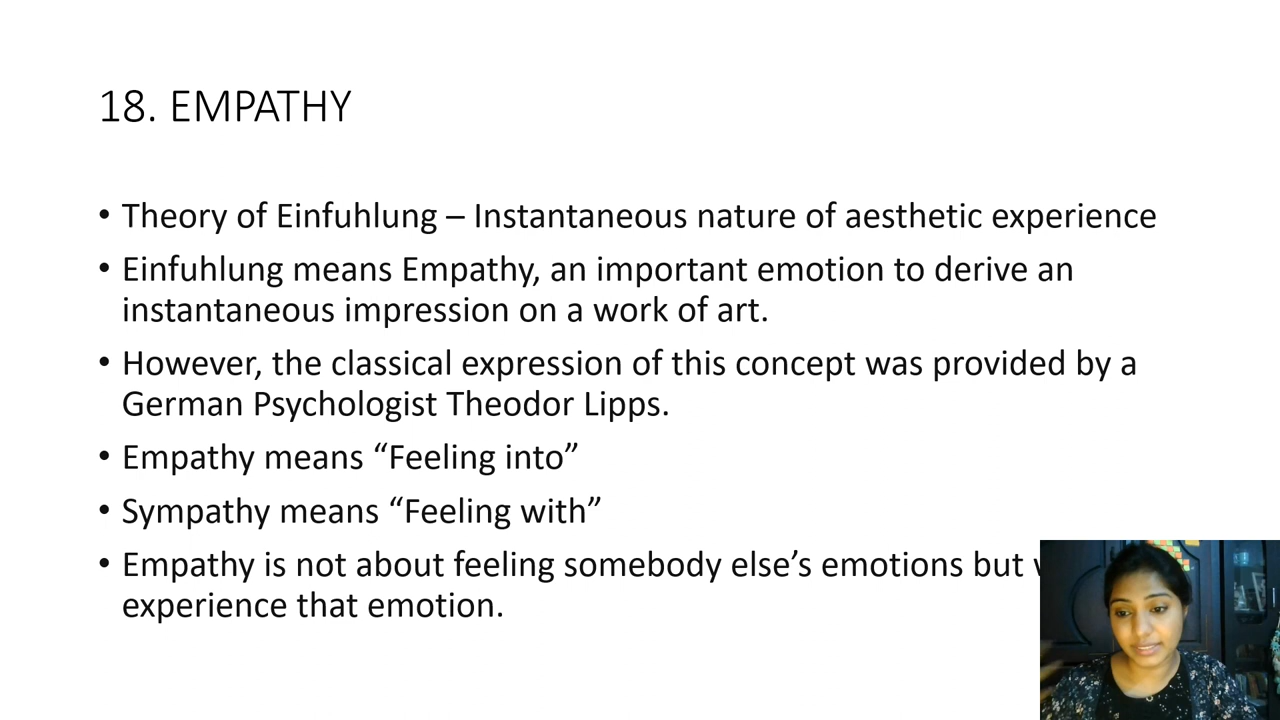 18. EMPATHY
• Theory of Einfuhlung – Instantaneous nature of aesthetic experience
• Einfuhlung means Empathy, an important emotion to derive an
instantaneous impression on a work of art.
• However, the classical expression of this concept was provided by a
German Psychologist Theodor Lipps.
• Empathy means “Feeling into”
• Sympathy means “Feeling with”
• Empathy is not about feeling somebody else’s emotions but
experience that emotion.